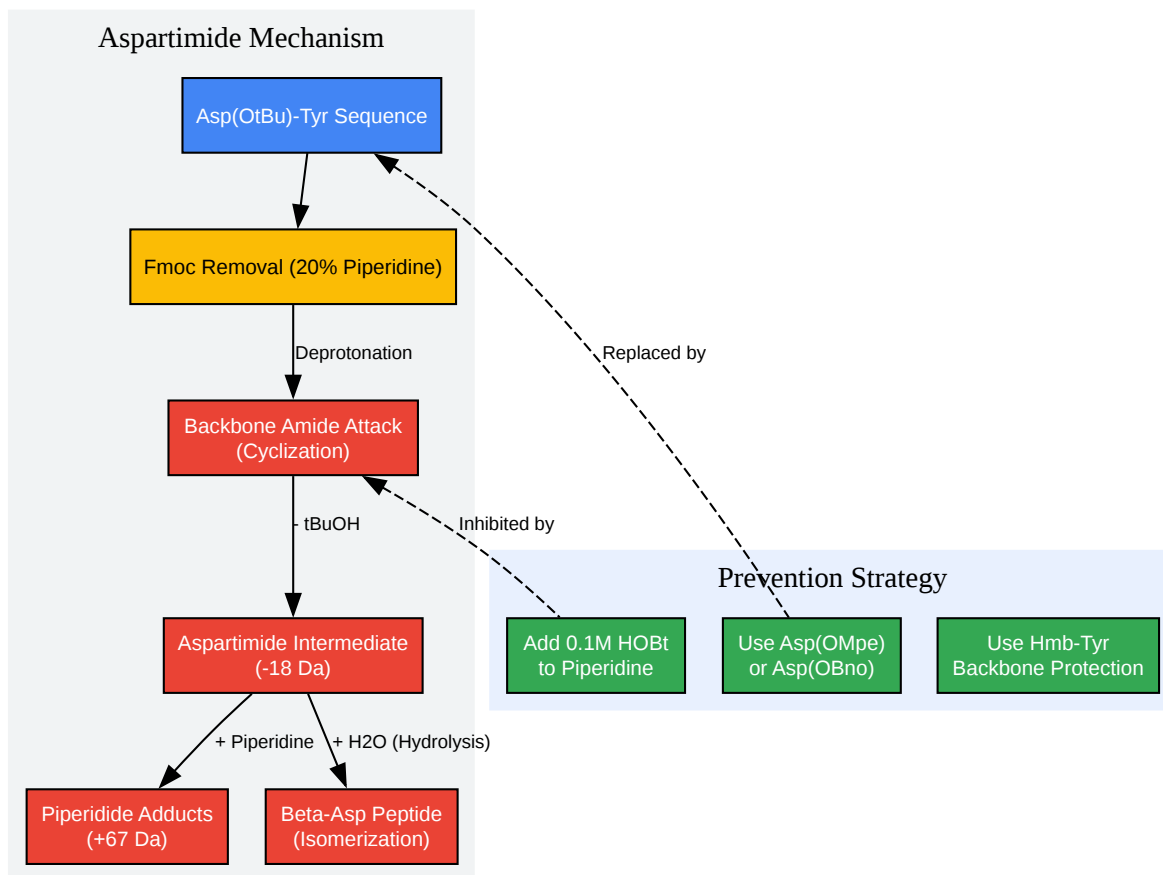 Aspartimide Mechanism
Asp(OtBu)-Tyr Sequence
Fmoc Removal (20% Piperidine)
Deprotonation
Replaced by
Backbone Amide Attack
(Cyclization)
- tBuOH
Inhibited by
Prevention Strategy
Aspartimide Intermediate
(-18 Da)
Add 0.1M HOBt
to Piperidine
Use Asp(OMpe)
or Asp(OBno)
Use Hmb-Tyr
Backbone Protection
+ Piperidine
+ H2O (Hydrolysis)
Piperidide Adducts
(+67 Da)
Beta-Asp Peptide
(Isomerization)